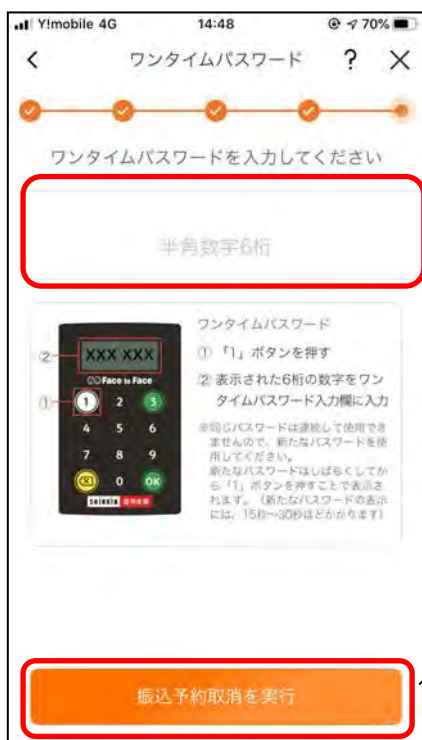 Y!mobile 4G 14:48 70%
ワンタイムパスワード ? ×
ワンタイムパスワードを入力してください
半角数字6桁
ワンタイムパスワード
① 「1」ボタンを押す
② 表示された6桁の数字をワン
タイムパスワード入力欄に入力
※同じパスワードは連続して使用でき
ませんので、新たなパスワードを使
用してください。
新たなパスワードはしばらくしてか
ら「1」ボタンを押すことで表示さ
れます。(新たなパスワードの表示
には、15秒~30秒ほどかかります)
② XXX XXX
Face to Face
① 1 2 3
4 5 6
7 8 9
0 OK
振込予約取消を実行